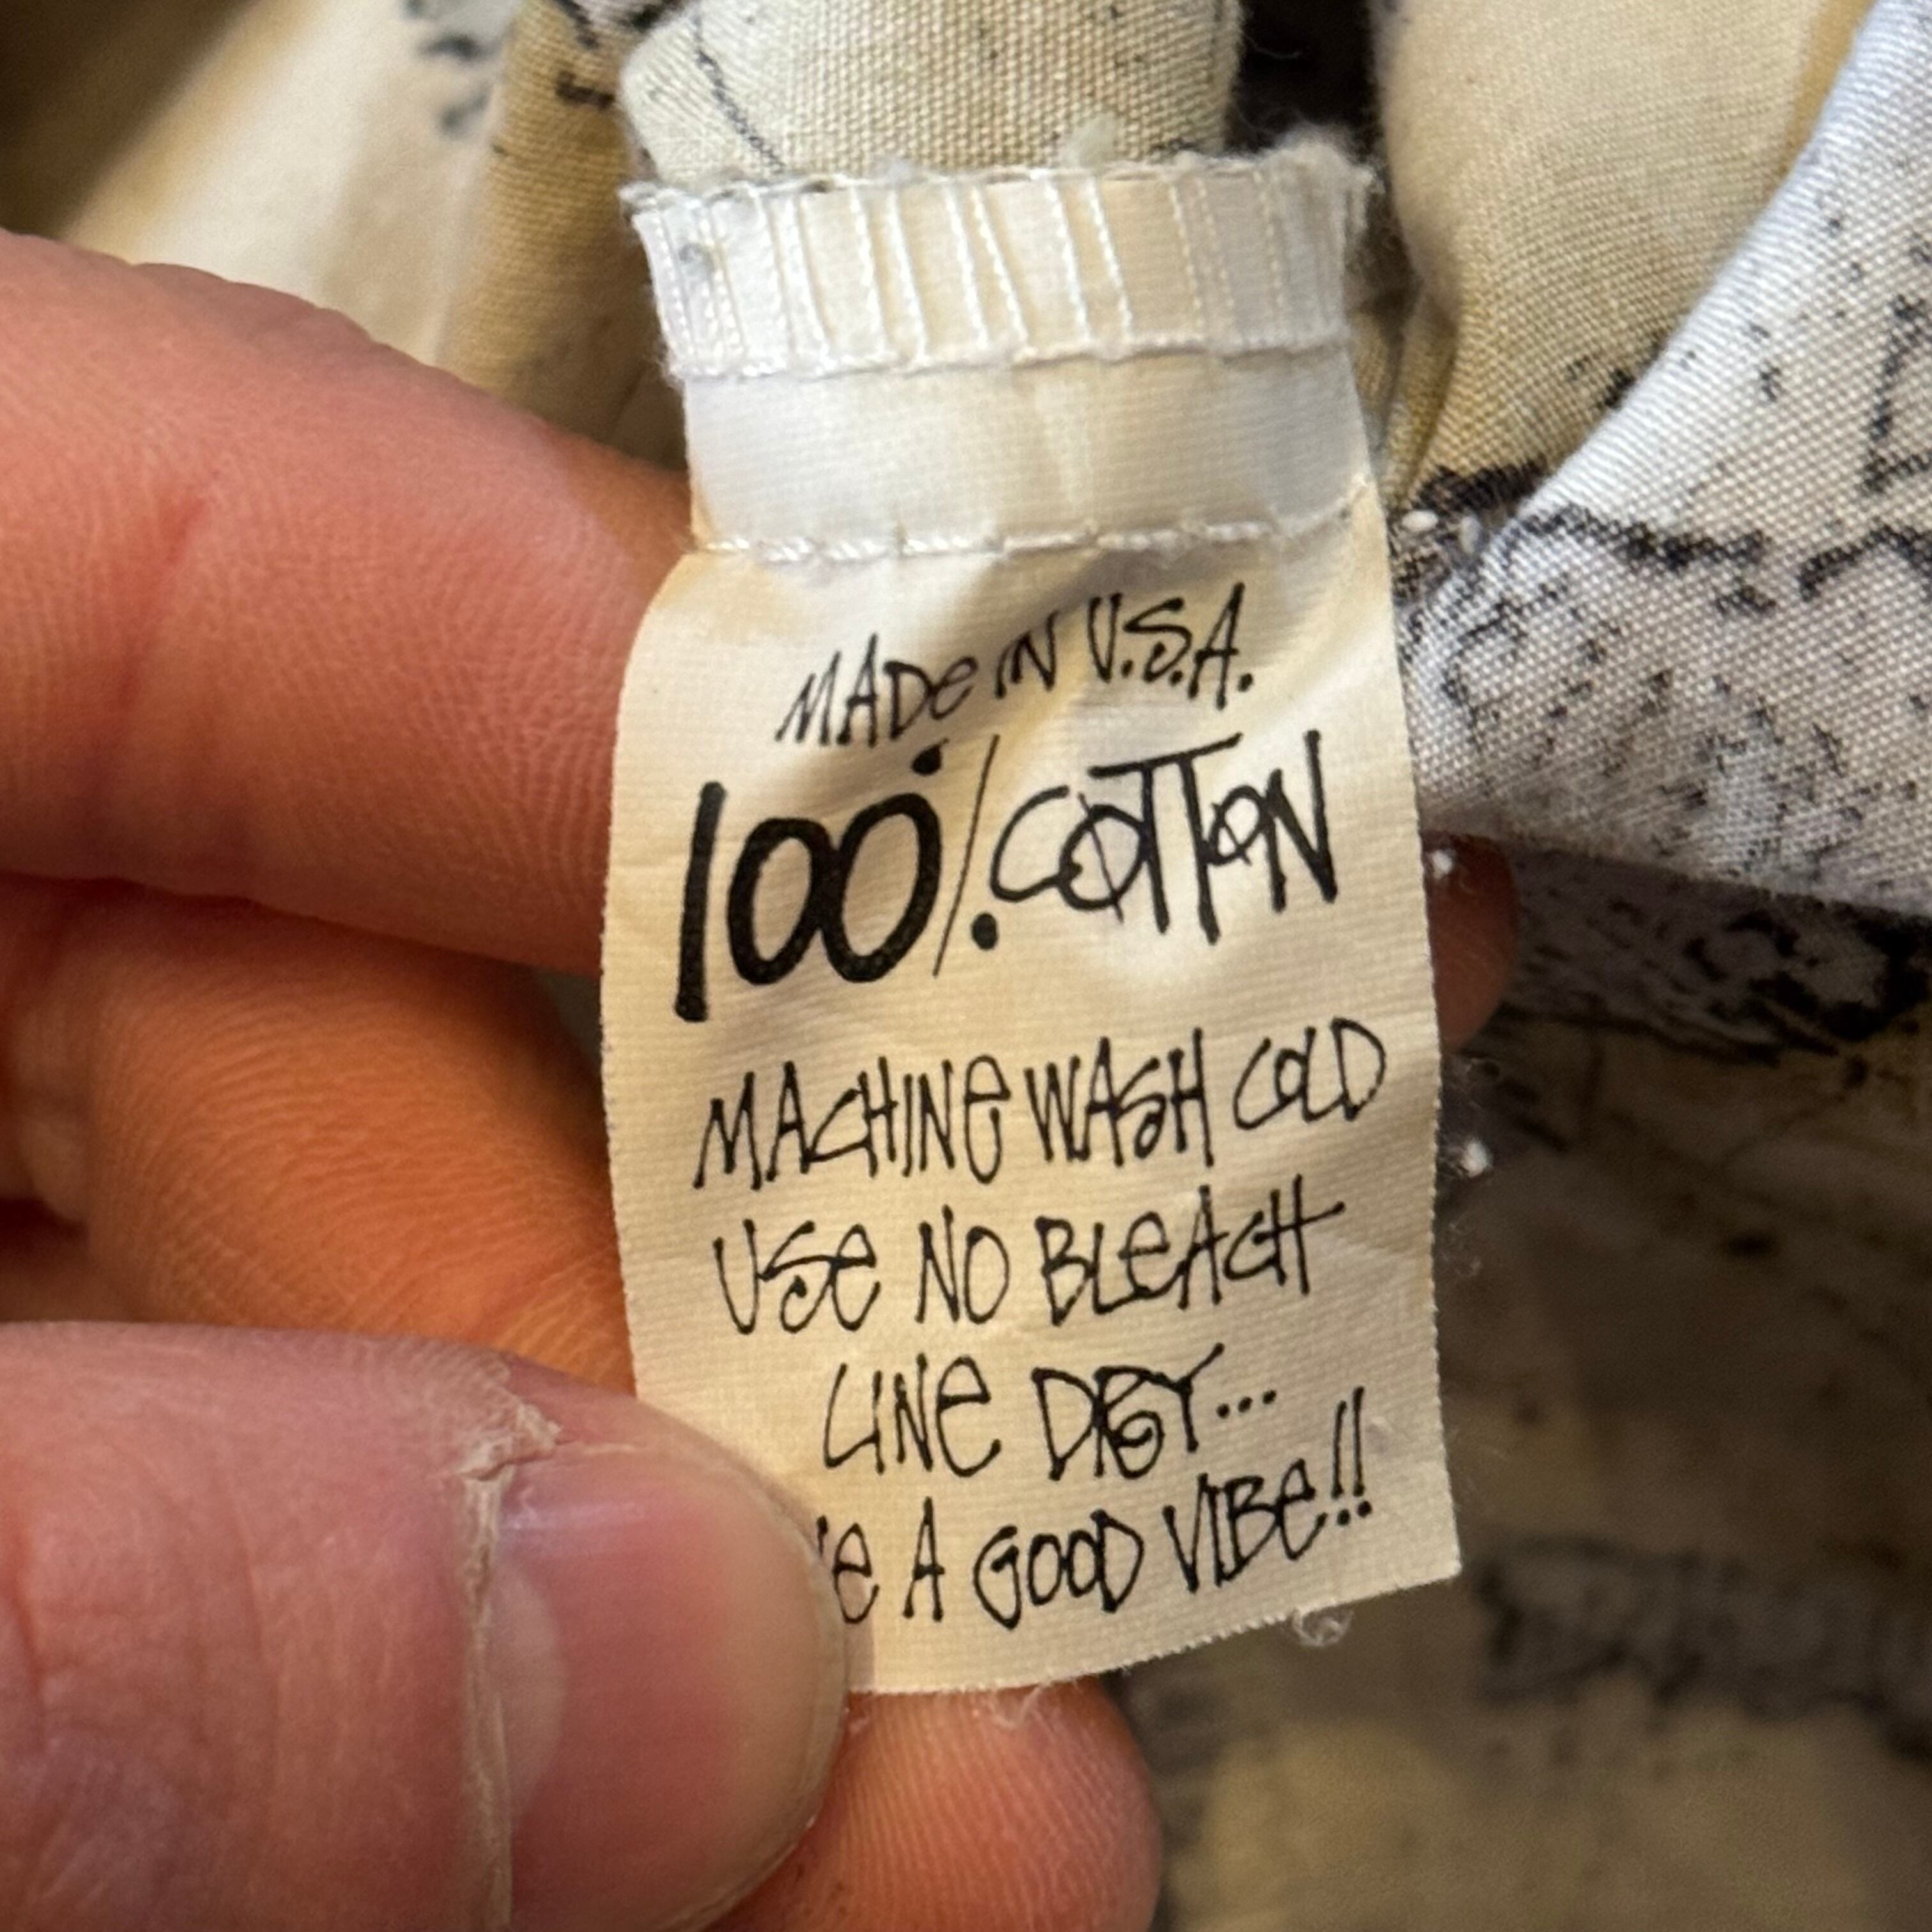 MADe IN U.S.A.
100% COTTON
MACHINe WASH COLD
USe NO BLeACH
LINe DRY...
A GOOD VIBe!!